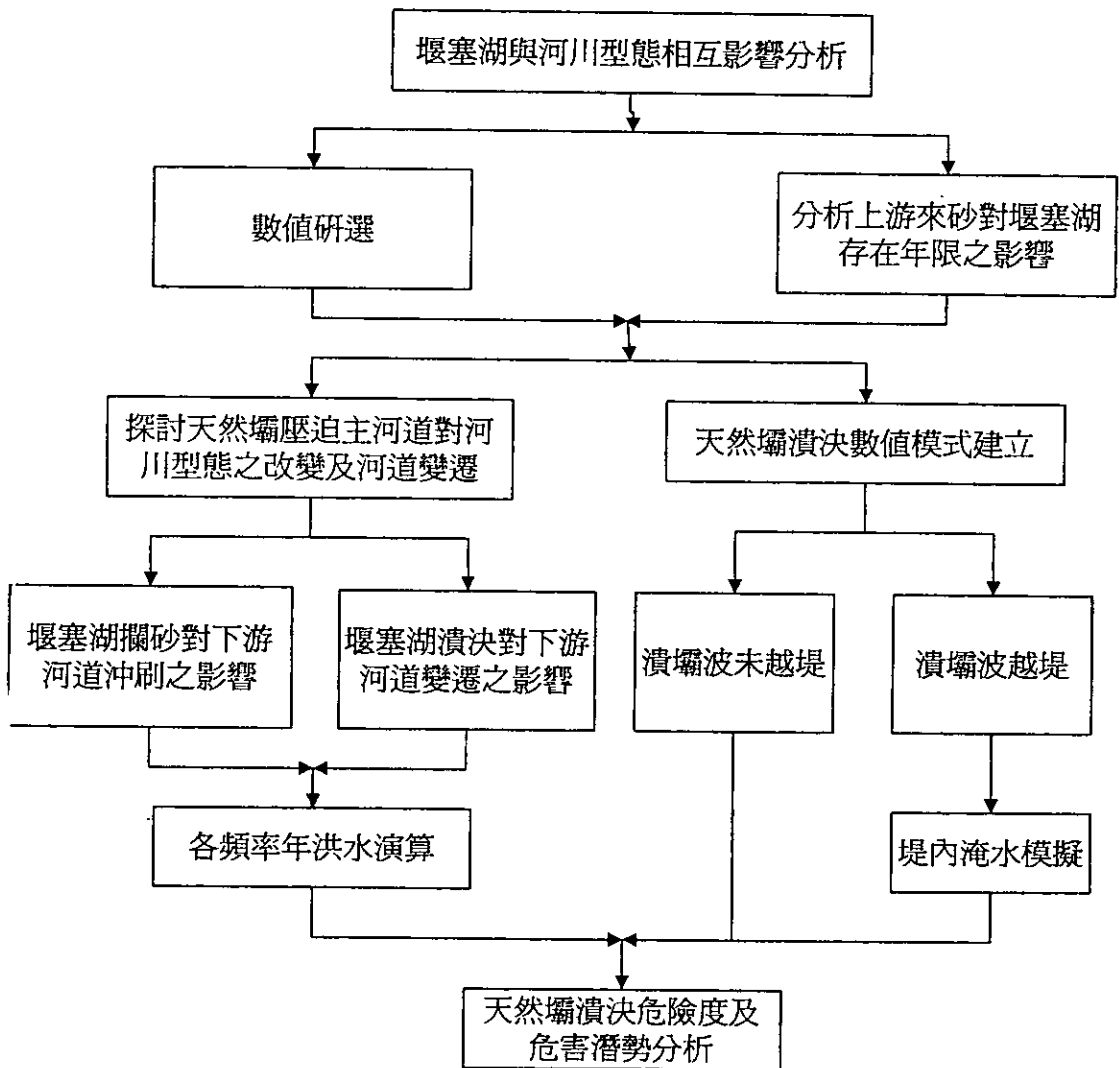 堰塞湖與河川型態相互影響分析
數值研選
分析上游來砂對堰塞湖
存在年限之影響
探討天然壩壓迫主河道對河
川型態之改變及河道變遷
天然壩潰決數值模式建立
堰塞湖攔砂對下游
河道沖刷之影響
堰塞湖潰決對下游
河道變遷之影響
潰壩波未越堤
潰壩波越堤
各頻率年洪水演算
堤內淹水模擬
天然壩潰決危險度及
危害潛勢分析